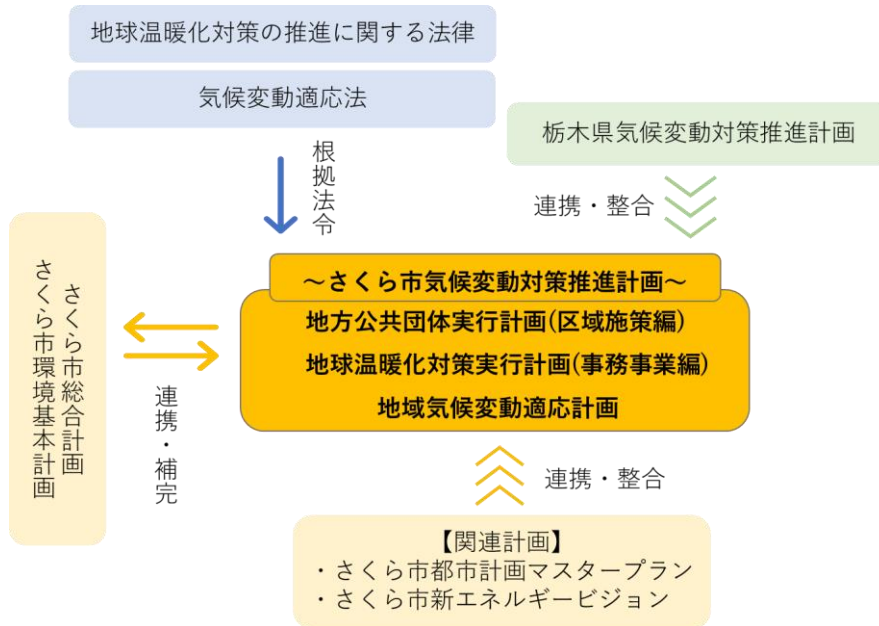 地球温暖化対策の推進に関する法律
気候変動適応法
根拠法令
栃木県気候変動対策推進計画
連携・整合
さくら市総合計画
さくら市環境基本計画
連携・補完
～さくら市気候変動対策推進計画～
地方公共団体実行計画(区域施策編)
地球温暖化対策実行計画(事務事業編)
地域気候変動適応計画
連携・整合
【関連計画】
・さくら市都市計画マスタープラン
・さくら市新エネルギービジョン